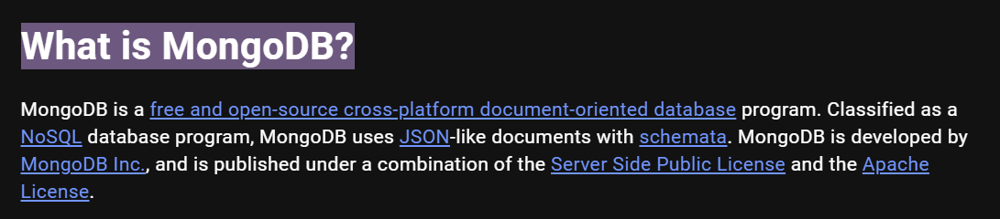 What is MongoDB?
MongoDB is a free and open-source cross-platform document-oriented database program. Classified as a
NoSQL database program, MongoDB uses JSON-like documents with schemata. MongoDB is developed by
MongoDB Inc., and is published under a combination of the Server Side Public License and the Apache
License.